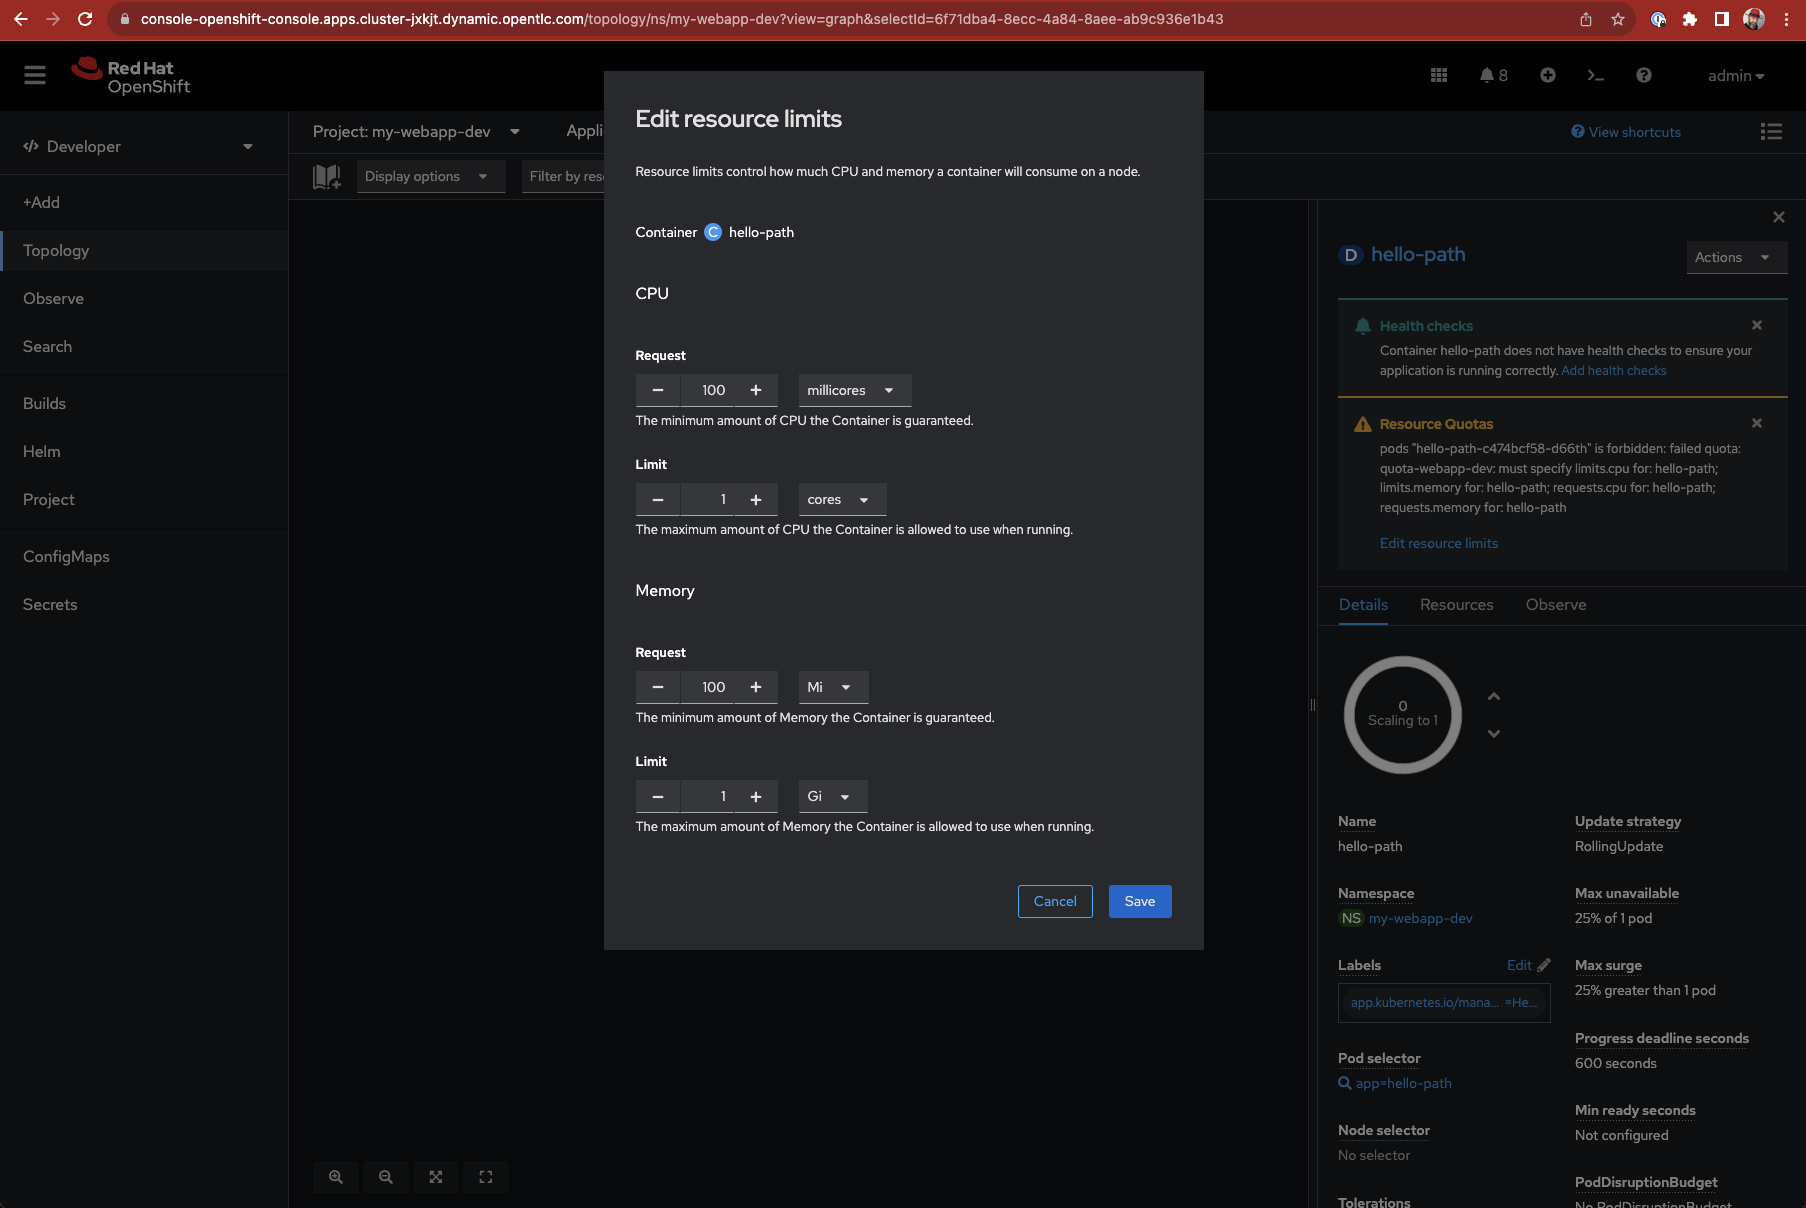 console-openshift-console.apps.cluster-jxkjt.dynamic.opentlc.com/topology/ns/my-webapp-dev?view=graph&selectId=6f71dba4-8ecc-4a84-8aee-ab9c936e1b43
Red Hat
OpenShift
8
admin
Developer
+Add
Topology
Observe
Search
Builds
Helm
Project
ConfigMaps
Secrets
Project: my-webapp-dev
Appli
View shortcuts
Display options
Filter by res
Edit resource limits
Resource limits control how much CPU and memory a container will consume on a node.
Container C hello-path
CPU
Request
− 100 + millicores
The minimum amount of CPU the Container is guaranteed.
Limit
− 1 + cores
The maximum amount of CPU the Container is allowed to use when running.
Memory
Request
− 100 + Mi
The minimum amount of Memory the Container is guaranteed.
Limit
− 1 + Gi
The maximum amount of Memory the Container is allowed to use when running.
Cancel
Save
D hello-path
Actions
Health checks
Container hello-path does not have health checks to ensure your
application is running correctly. Add health checks
Resource Quotas
pods "hello-path-c474bcf58-d66th" is forbidden: failed quota:
quota-webapp-dev: must specify limits.cpu for: hello-path;
limits.memory for: hello-path; requests.cpu for: hello-path;
requests.memory for: hello-path
Edit resource limits
Details
Resources
Observe
0
Scaling to 1
Name
hello-path
Namespace
NS my-webapp-dev
Labels
Edit
app.kubernetes.io/mana... =He...
Pod selector
app=hello-path
Node selector
No selector
Tolerations
Update strategy
RollingUpdate
Max unavailable
25% of 1 pod
Max surge
25% greater than 1 pod
Progress deadline seconds
600 seconds
Min ready seconds
Not configured
PodDisruptionBudget
No PodDisruptionBudget